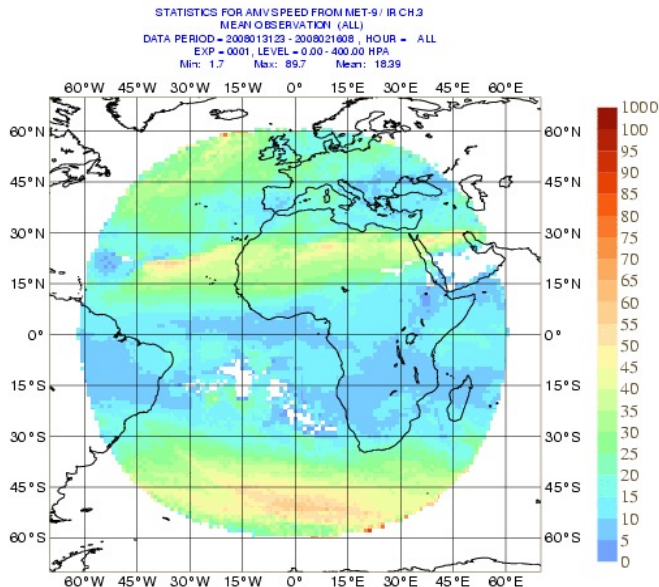 STATISTICS FOR AMV SPEED FROM MET-9 / IR CH.3
MEAN OBSERVATION (ALL)
DATA PERIOD = 2008013123 - 2008021608 , HOUR = ALL
EXP = 0001, LEVEL = 0.00 - 400.00 HPA
Min: 1.7 Max: 89.7 Mean: 18.39
60°W 45°W 30°W 15°W 0°E 15°E 30°E 45°E 60°E
60°N 60°N
45°N 45°N
30°N 30°N
15°N 15°N
0° 0°
15°S 15°S
30°S 30°S
45°S 45°S
60°S 60°S
60°W 45°W 30°W 15°W 0°E 15°E 30°E 45°E 60°E
1000
100
95
90
85
80
75
70
65
60
55
50
45
40
35
30
25
20
15
10
5
0